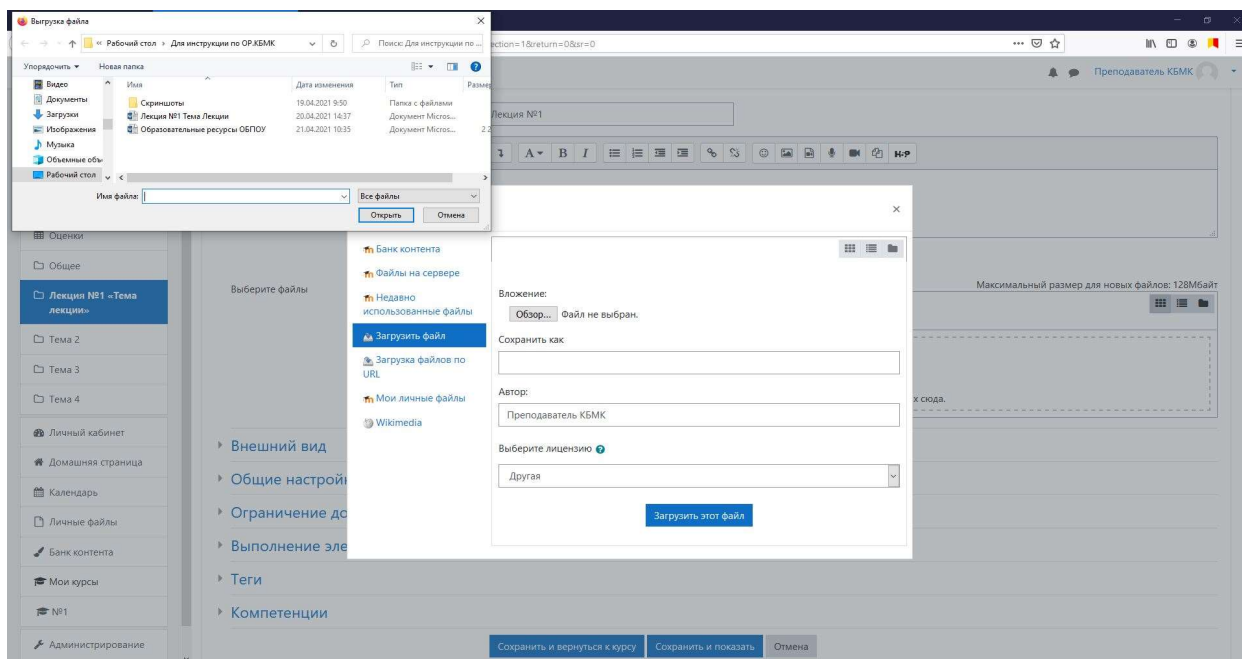 Выгрузка файла
« Рабочий стол › Для инструкции по ОР.КБМК
Поиск: Для инструкции по ...
ection=1&return=0&sr=0
Упорядочить
Новая папка
Преподаватель КБМК
Видео
Документы
Загрузки
Изображения
Музыка
Объемные объ
Рабочий стол
Имя
Дата изменения
Тип
Размер
Скриншоты
19.04.2021 9:50
Папка с файлами
Лекция №1 Тема Лекции
20.04.2021 14:37
Документ Micros...
Образовательные ресурсы ОБПОУ
21.04.2021 10:35
Документ Micros...
2 2
Имя файла:
Все файлы
Открыть
Отмена
Лекция №1
A B I
H-P
Оценки
Общее
Лекция №1 «Тема
лекции»
Тема 2
Тема 3
Тема 4
Личный кабинет
Домашняя страница
Календарь
Личные файлы
Банк контента
Мои курсы
№1
Администрирование
Выберите файлы
Максимальный размер для новых файлов: 128Мбайт
х сюда.
Банк контента
Файлы на сервере
Недавно
использованные файлы
Загрузить файл
Загрузка файлов по
URL
Мои личные файлы
Wikimedia
Вложение:
Обзор... Файл не выбран.
Сохранить как
Автор:
Преподаватель КБМК
Выберите лицензию
Другая
Загрузить этот файл
Внешний вид
Общие настройк
Ограничение до
Выполнение эле
Теги
Компетенции
Сохранить и вернуться к курсу
Сохранить и показать
Отмена